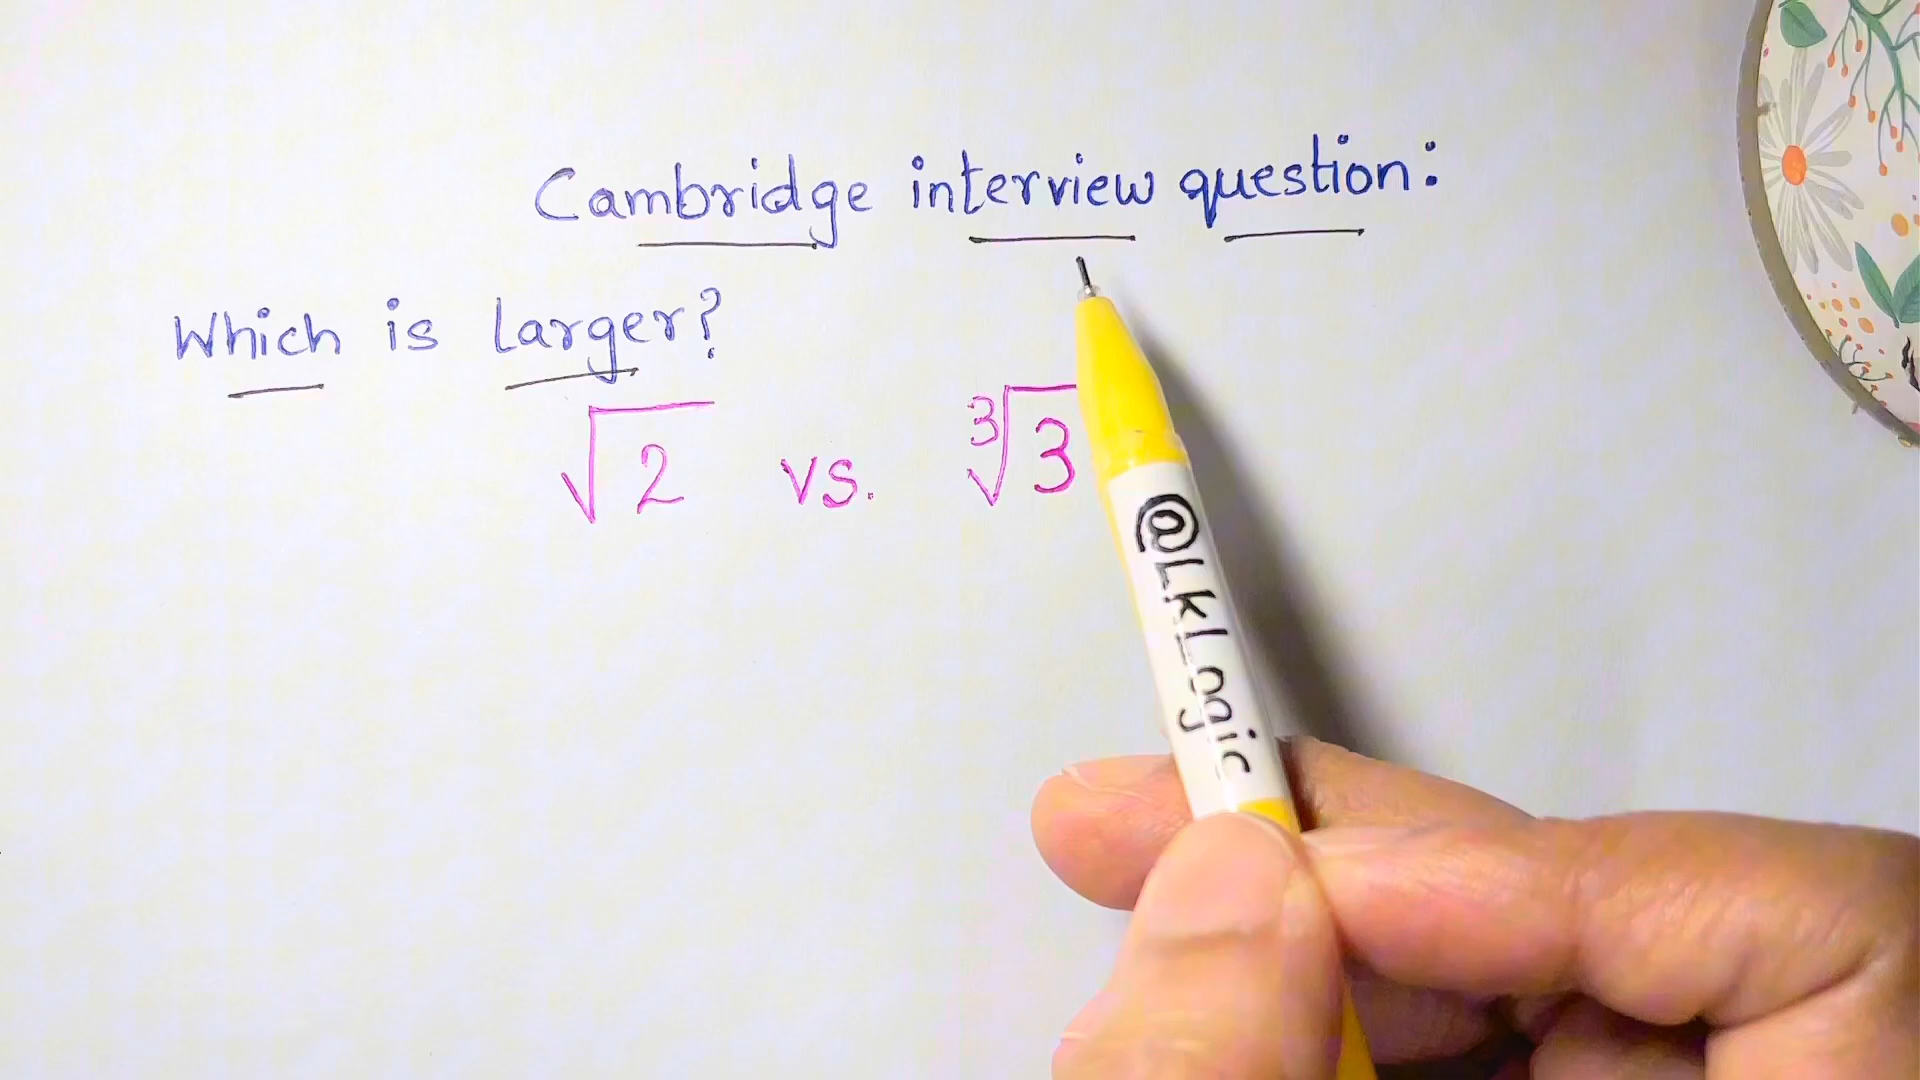 Cambridge interview question:
Which is larger?
√2 vs. ∛3
@LkLogic